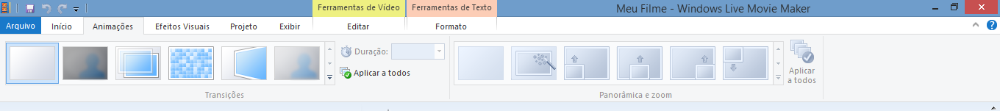 Ferramentas de Vídeo Ferramentas de Texto Meu Filme - Windows Live Movie Maker
Arquivo Início Animações Efeitos Visuais Projeto Exibir Editar Formato
Duração:
Aplicar a todos
Aplicar
a todos
Transições Panorâmica e zoom